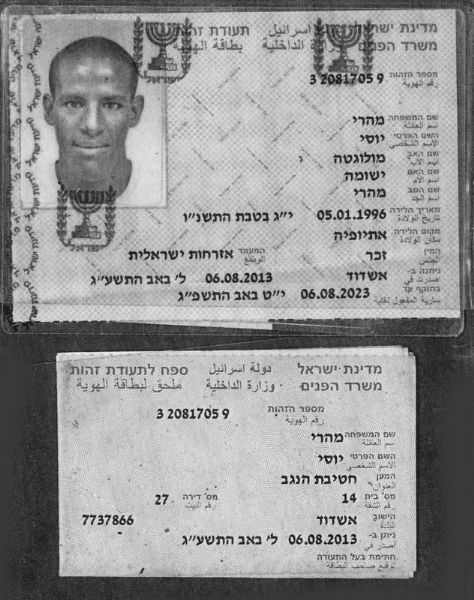 מדינת ישראל دولة اسرائيل תעודת זהות
משרד הפנים وزارة الداخلية بطاقة الهوية
מספר הזהות 3 2081705 9
رقم الهوية
שם המשפחה מהרי
اسم العائلة
השם הפרטי יוסי
الاسم الشخصي
שם האב מולוגטה
اسم الاب
שם האם ישומה
اسم الام
שם הסב מהרי
اسم الجد
תאריך הלידה 05.01.1996 י"ג בטבת התשנ"ו
تاريخ الولادة
מקום הלידה אתיופיה
مكان الولادة
המין זכר המעמד אזרחות ישראלית
الجنس الوضع
ניתנה ב- אשדוד 06.08.2013 ל' באב התשע"ג
صدرت في
בתוקף עד 06.08.2023 י"ט באב התשפ"ג
سارية المفعول لغاية
ישראל
מדינת ישראל دولة اسرائيل ספח לתעודת זהות
משרד הפנים وزارة الداخلية ملحق لبطاقة الهوية
מספר הזהות 3 2081705 9
رقم الهوية
שם המשפחה מהרי
اسم العائلة
השם הפרטי יוסי
الاسم الشخصي
המען חטיבת הנגב
العنوان
מס' בית 14 מס' דירה 27
رقم الشقة رقم البيت
הישוב אשדוד 7737866
البلدة
ניתן ב- 06.08.2013 ל' באב התשע"ג
اصدر في
חתימת בעל התעודה
توقيع صاحب البطاقة